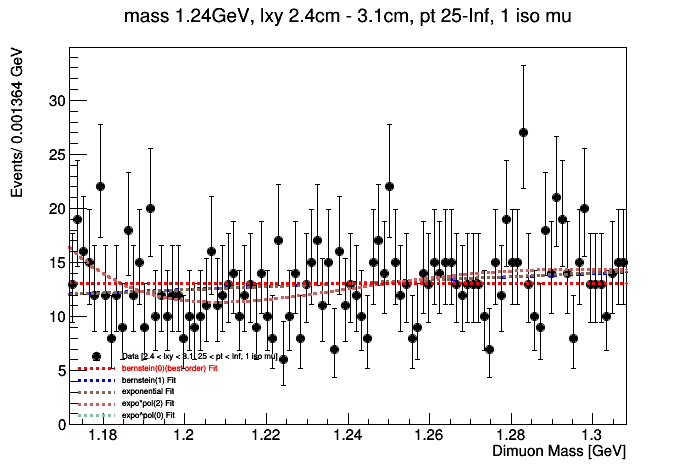 mass 1.24GeV, lxy 2.4cm - 3.1cm, pt 25-Inf, 1 iso mu
Events/ 0.001364 GeV
30
25
20
15
10
5
0
Data [2.4 < lxy < 3.1, 25 < pt < Inf, 1 iso mu]
bernstein(0)(best order) Fit
bernstein(1) Fit
exponential Fit
expo*pol(2) Fit
expo^pol(0) Fit
1.18 1.2 1.22 1.24 1.26 1.28 1.3
Dimuon Mass [GeV]